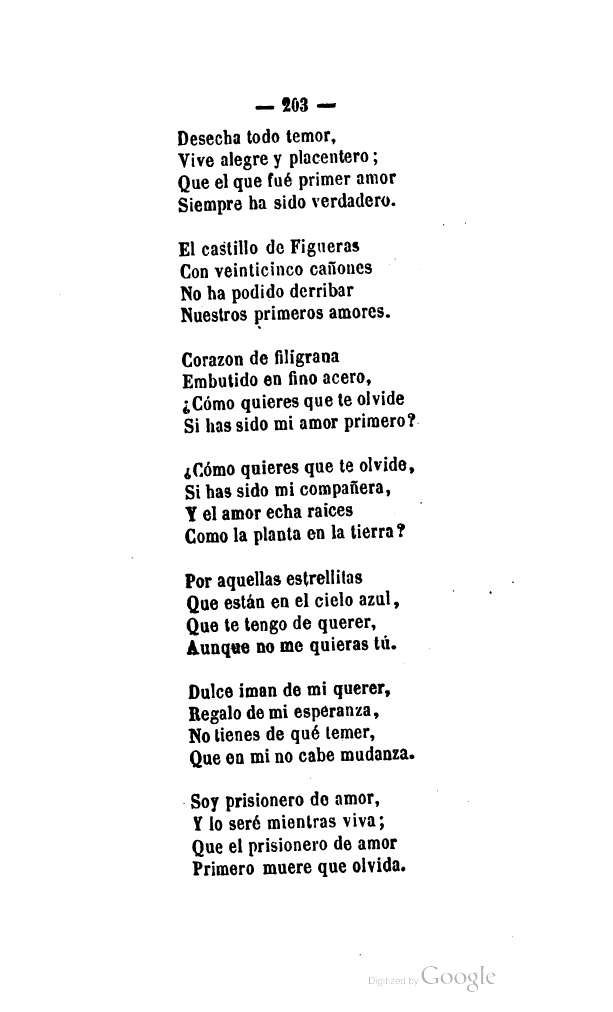 — 203 —
Desecha todo temor,
Vive alegre y placentero;
Que el que fué primer amor
Siempre ha sido verdadero.
El castillo de Figueras
Con veinticinco cañones
No ha podido derribar
Nuestros primeros amores.
Corazon de filigrana
Embutido en fino acero,
¿Cómo quieres que te olvide
Si has sido mi amor primero?
¿Cómo quieres que te olvide,
Si has sido mi compañera,
Y el amor echa raices
Como la planta en la tierra?
Por aquellas estrellitas
Que están en el cielo azul,
Que te tengo de querer,
Aunque no me quieras tú.
Dulce iman de mi querer,
Regalo de mi esperanza,
No tienes de qué temer,
Que en mi no cabe mudanza.
Soy prisionero de amor,
Y lo seré mientras viva;
Que el prisionero de amor
Primero muere que olvida.
Digitized by Google